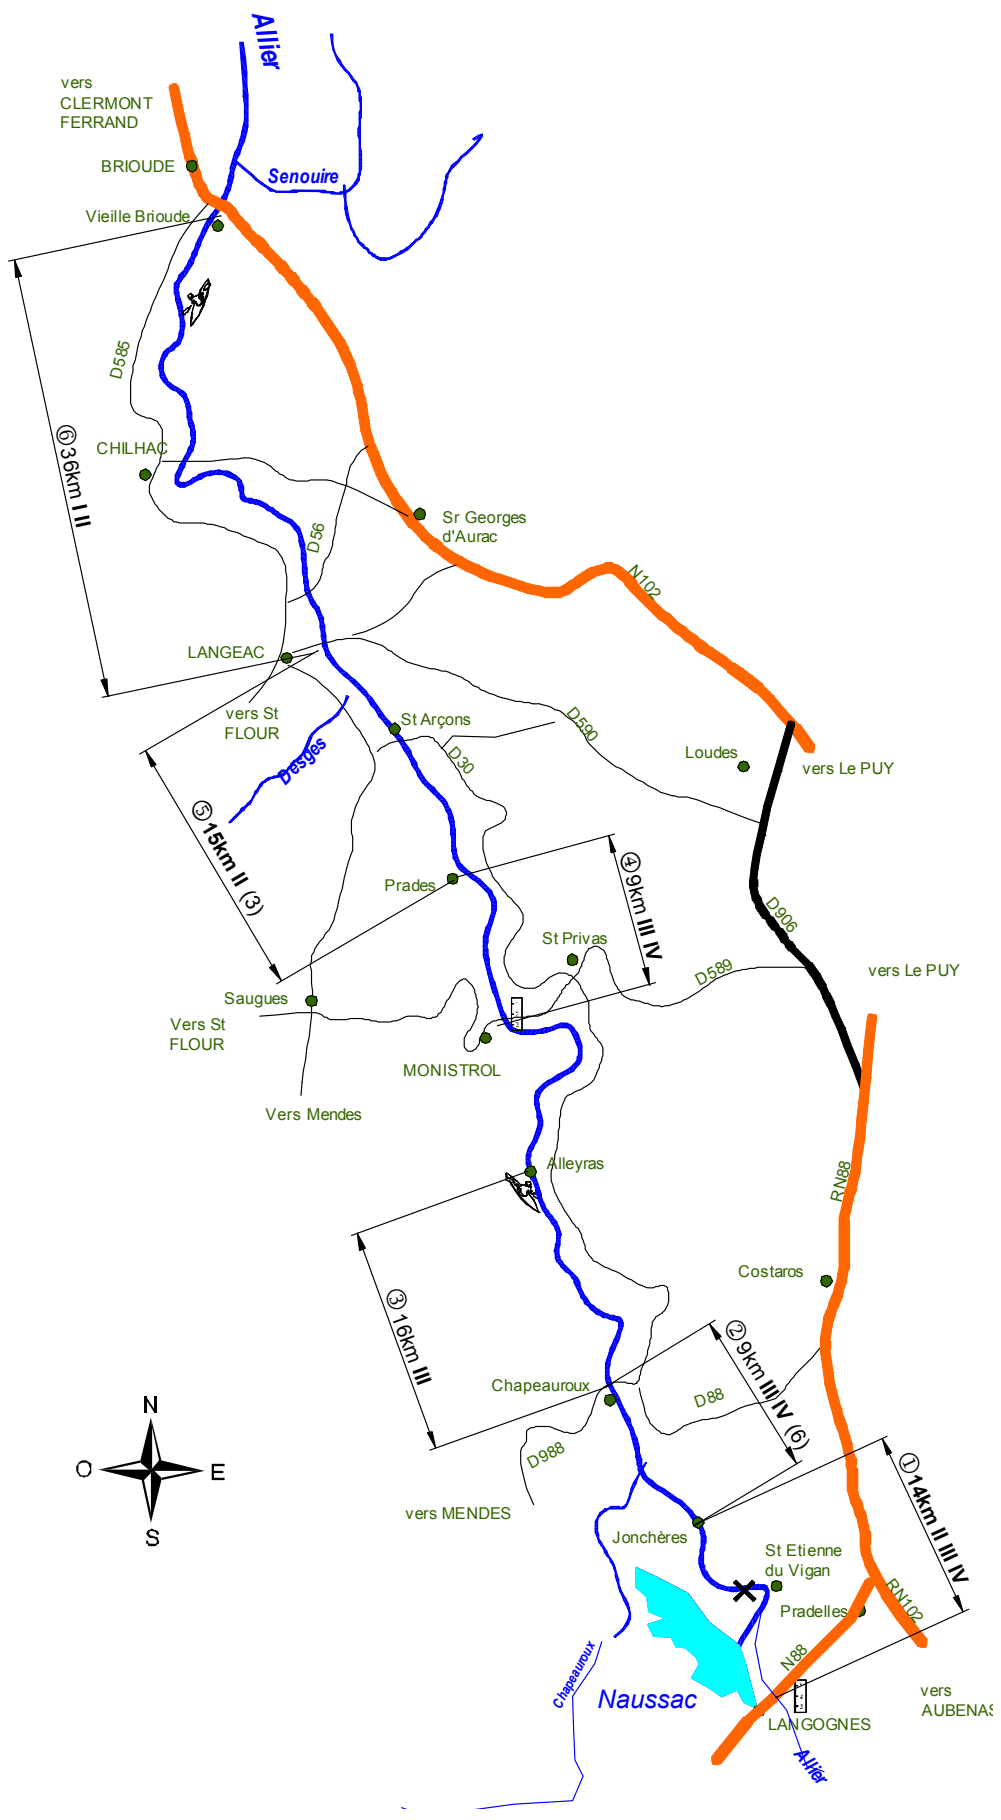 Allier
vers
CLERMONT
FERRAND
BRIOUDE
Senouire
Vieille Brioude
D585
⑥36km I II
CHILHAC
D56
Sr Georges
d'Aurac
N102
LANGEAC
vers St
FLOUR
Desges
St Arçons
D30
D590
Loudes
vers Le PUY
⑤ 15km II (3)
Prades
④9km III IV
D906
St Privas
D589
vers Le PUY
Saugues
Vers St
FLOUR
MONISTROL
Vers Mendes
Alleyras
RN88
Costaros
③16km III
②9km III IV (6)
Chapeauroux
D88
D988
N
O
E
S
vers MENDES
①14km II III IV
Jonchères
St Etienne
du Vigan
Pradelles
RN102
N88
Chapeauroux
Naussac
vers
AUBENAS
LANGOGNES
Allier